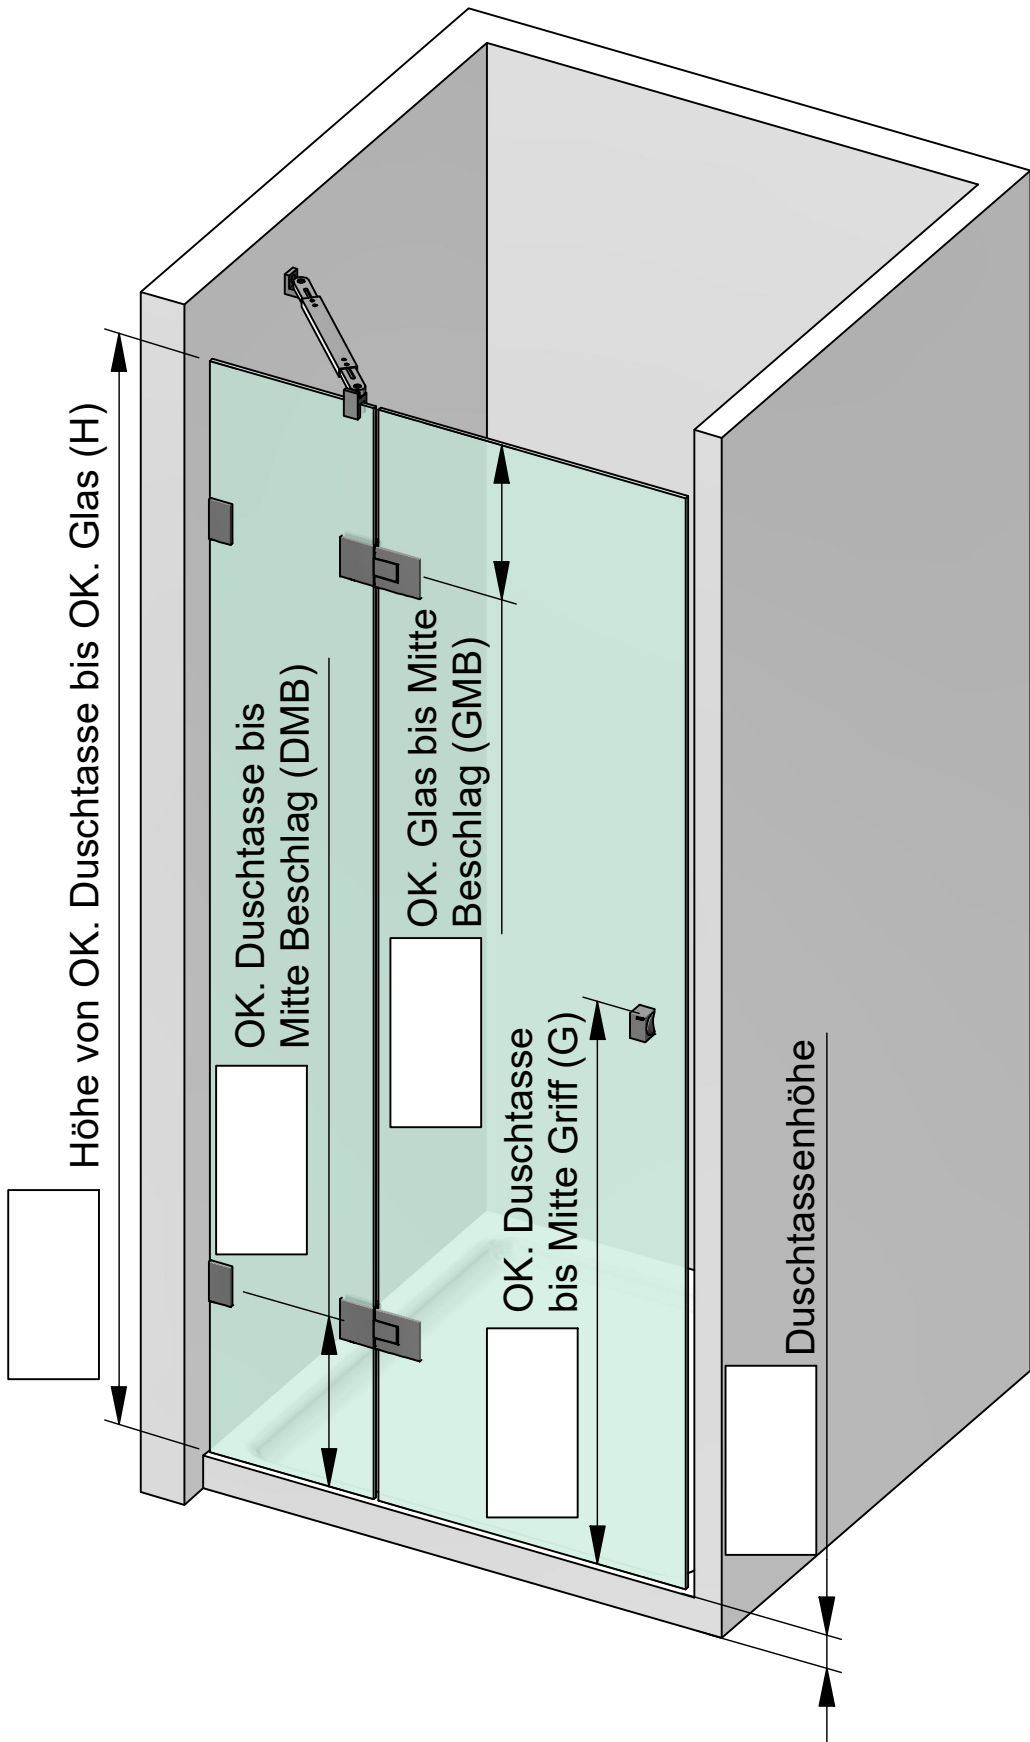 Höhe von OK. Duschtasse bis OK. Glas (H)
OK. Duschtasse bis
Mitte Beschlag (DMB)
OK. Glas bis Mitte
Beschlag (GMB)
OK. Duschtasse
bis Mitte Griff (G)
Duschtassenhöhe